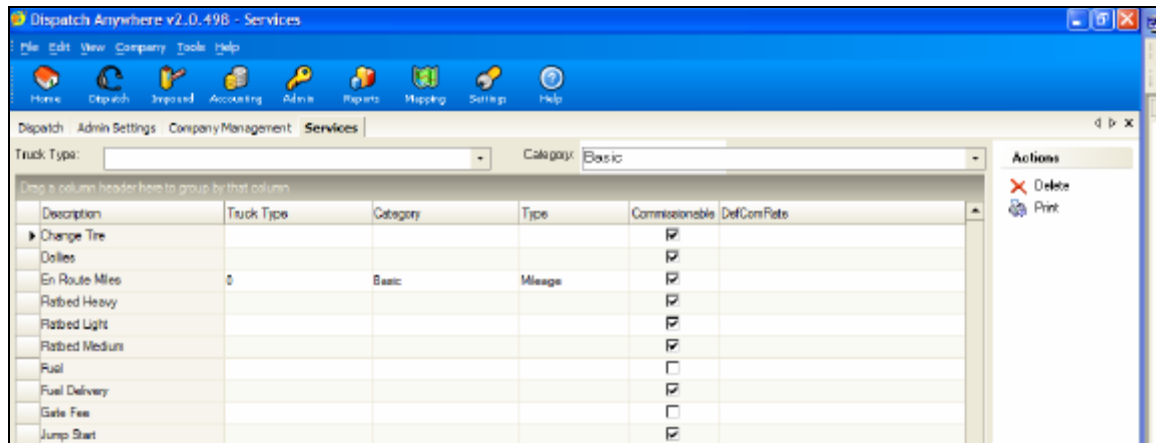 Dispatch Anywhere v2.0.498 - Services
File Edit View Company Tools Help
Home Dispatch Impound Accounting Admin Reports Mapping Settings Help
Dispatch Admin Settings Company Management Services
Truck Type: Category: Basic Actions
Drag a column header here to group by that column Delete
Description Truck Type Category Type Commissionable DefComRate Print
Change Tire
Dollies
En Route Miles 0 Basic Mileage
Flatbed Heavy
Flatbed Light
Flatbed Medium
Fuel
Fuel Delivery
Gate Fee
Jump Start